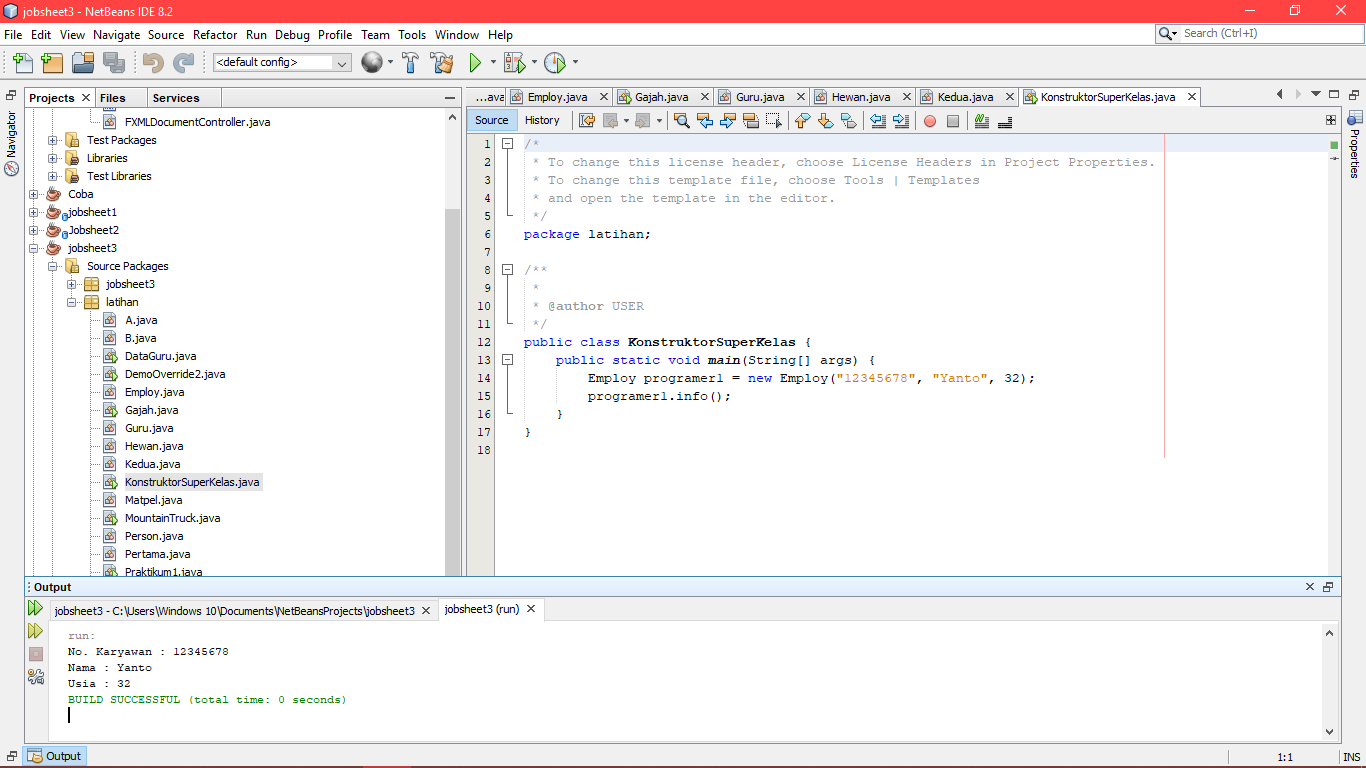 jobsheet3 - NetBeans IDE 8.2
File Edit View Navigate Source Refactor Run Debug Profile Team Tools Window Help
Search (Ctrl+I)
<default config>
Projects Files Services
Navigator
FXMLDocumentController.java
Test Packages
Libraries
Test Libraries
Coba
jobsheet1
Jobsheet2
jobsheet3
Source Packages
jobsheet3
latihan
A.java
B.java
DataGuru.java
DemoOverride2.java
Employ.java
Gajah.java
Guru.java
Hewan.java
Kedua.java
KonstruktorSuperKelas.java
Matpel.java
MountainTruck.java
Person.java
Pertama.java
Praktikum1.java
...ava Employ.java Gajah.java Guru.java Hewan.java Kedua.java KonstruktorSuperKelas.java
Source History
Properties
1 /*
2 * To change this license header, choose License Headers in Project Properties.
3 * To change this template file, choose Tools | Templates
4 * and open the template in the editor.
5 */
6 package latihan;
7
8 /**
9 *
10 * @author USER
11 */
12 public class KonstruktorSuperKelas {
13 public static void main(String[] args) {
14 Employ programer1 = new Employ("12345678", "Yanto", 32);
15 programer1.info();
16 }
17 }
18
Output
jobsheet3 - C:\Users\Windows 10\Documents\NetBeansProjects\jobsheet3 jobsheet3 (run)
run:
No. Karyawan : 12345678
Nama : Yanto
Usia : 32
BUILD SUCCESSFUL (total time: 0 seconds)
Output
1:1 INS